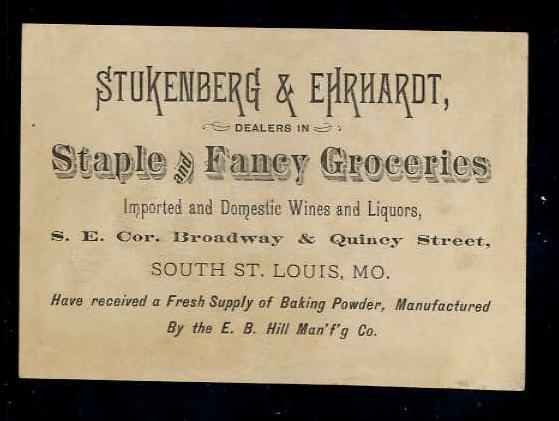 STUKENBERG & EHRHARDT,
DEALERS IN
Staple and Fancy Groceries
Imported and Domestic Wines and Liquors,
S. E. Cor. Broadway & Quincy Street,
SOUTH ST. LOUIS, MO.
Have received a Fresh Supply of Baking Powder, Manufactured
By the E. B. Hill Man'f'g Co.